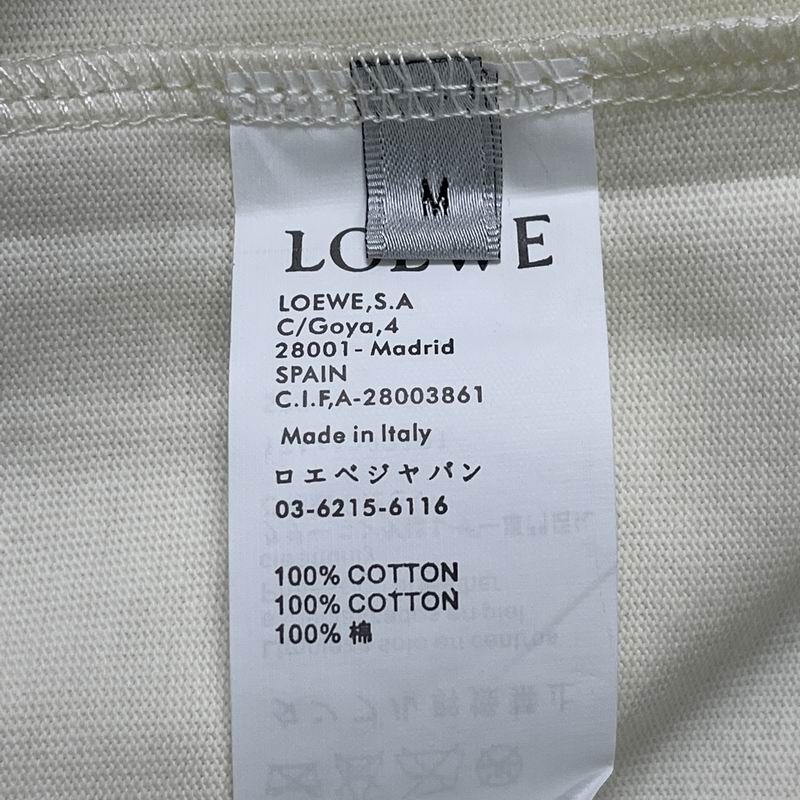 M
LOEWE
LOEWE,S.A
C/Goya,4
28001- Madrid
SPAIN
C.I.F,A-28003861
Made in Italy
ロエベジャパン
03-6215-6116
100% COTTON
100% COTTON
100% 棉